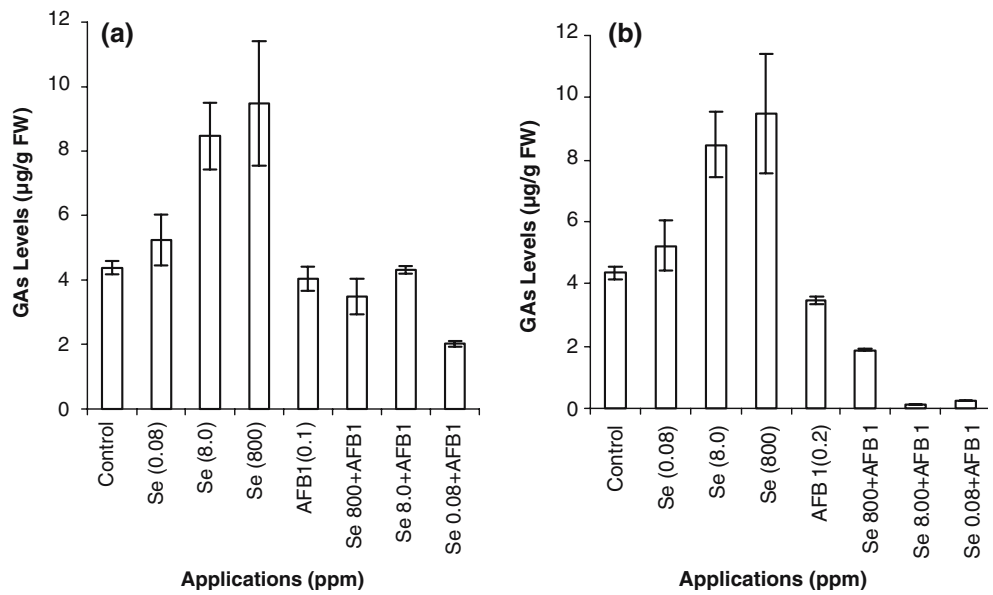 (a)
GAs Levels (µg/g FW)
12
10
8
6
4
2
0
Control
Se (0.08)
Se (8.0)
Se (800)
AFB1(0.1)
Se 800+AFB1
Se 8.0+AFB1
Se 0.08+AFB1
Applications (ppm)
(b)
GAs Levels (µg/g FW)
12
10
8
6
4
2
0
Control
Se (0.08)
Se (8.0)
Se (800)
AFB 1(0.2)
Se 800+AFB 1
Se 8.00+AFB 1
Se 0.08+AFB 1
Applications (ppm)